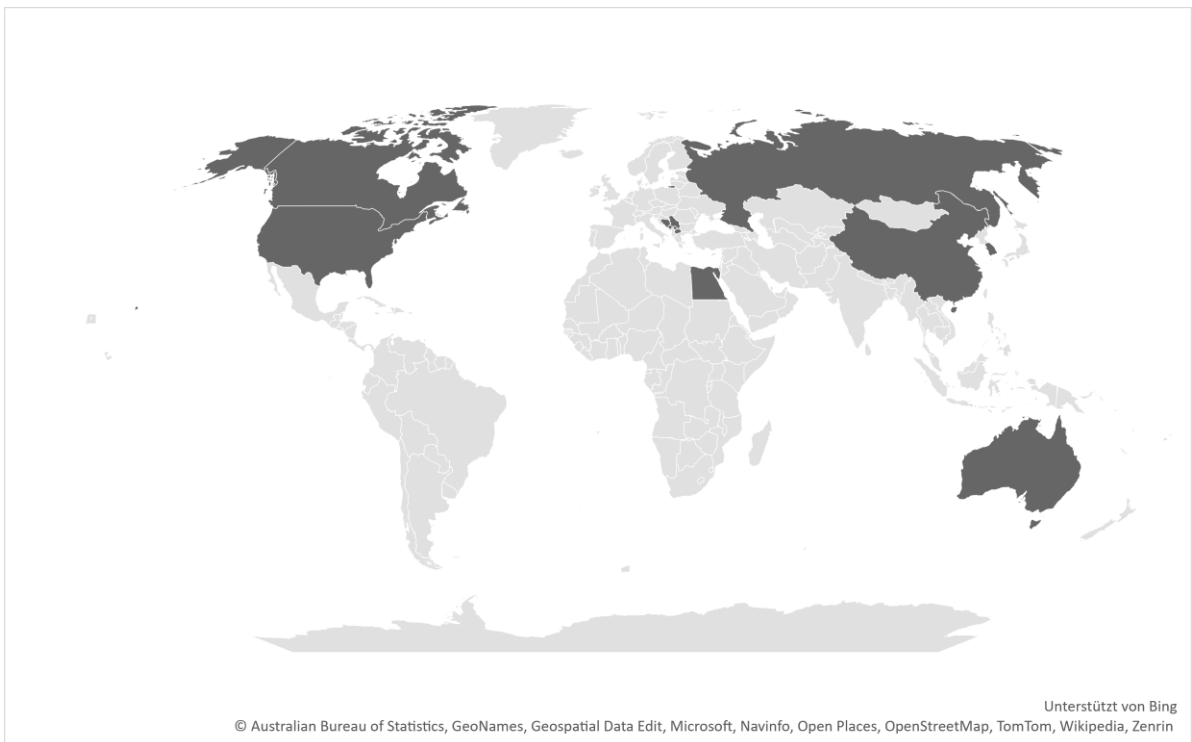 Unterstützt von Bing
© Australian Bureau of Statistics, GeoNames, Geospatial Data Edit, Microsoft, Navinfo, Open Places, OpenStreetMap, TomTom, Wikipedia, Zenrin